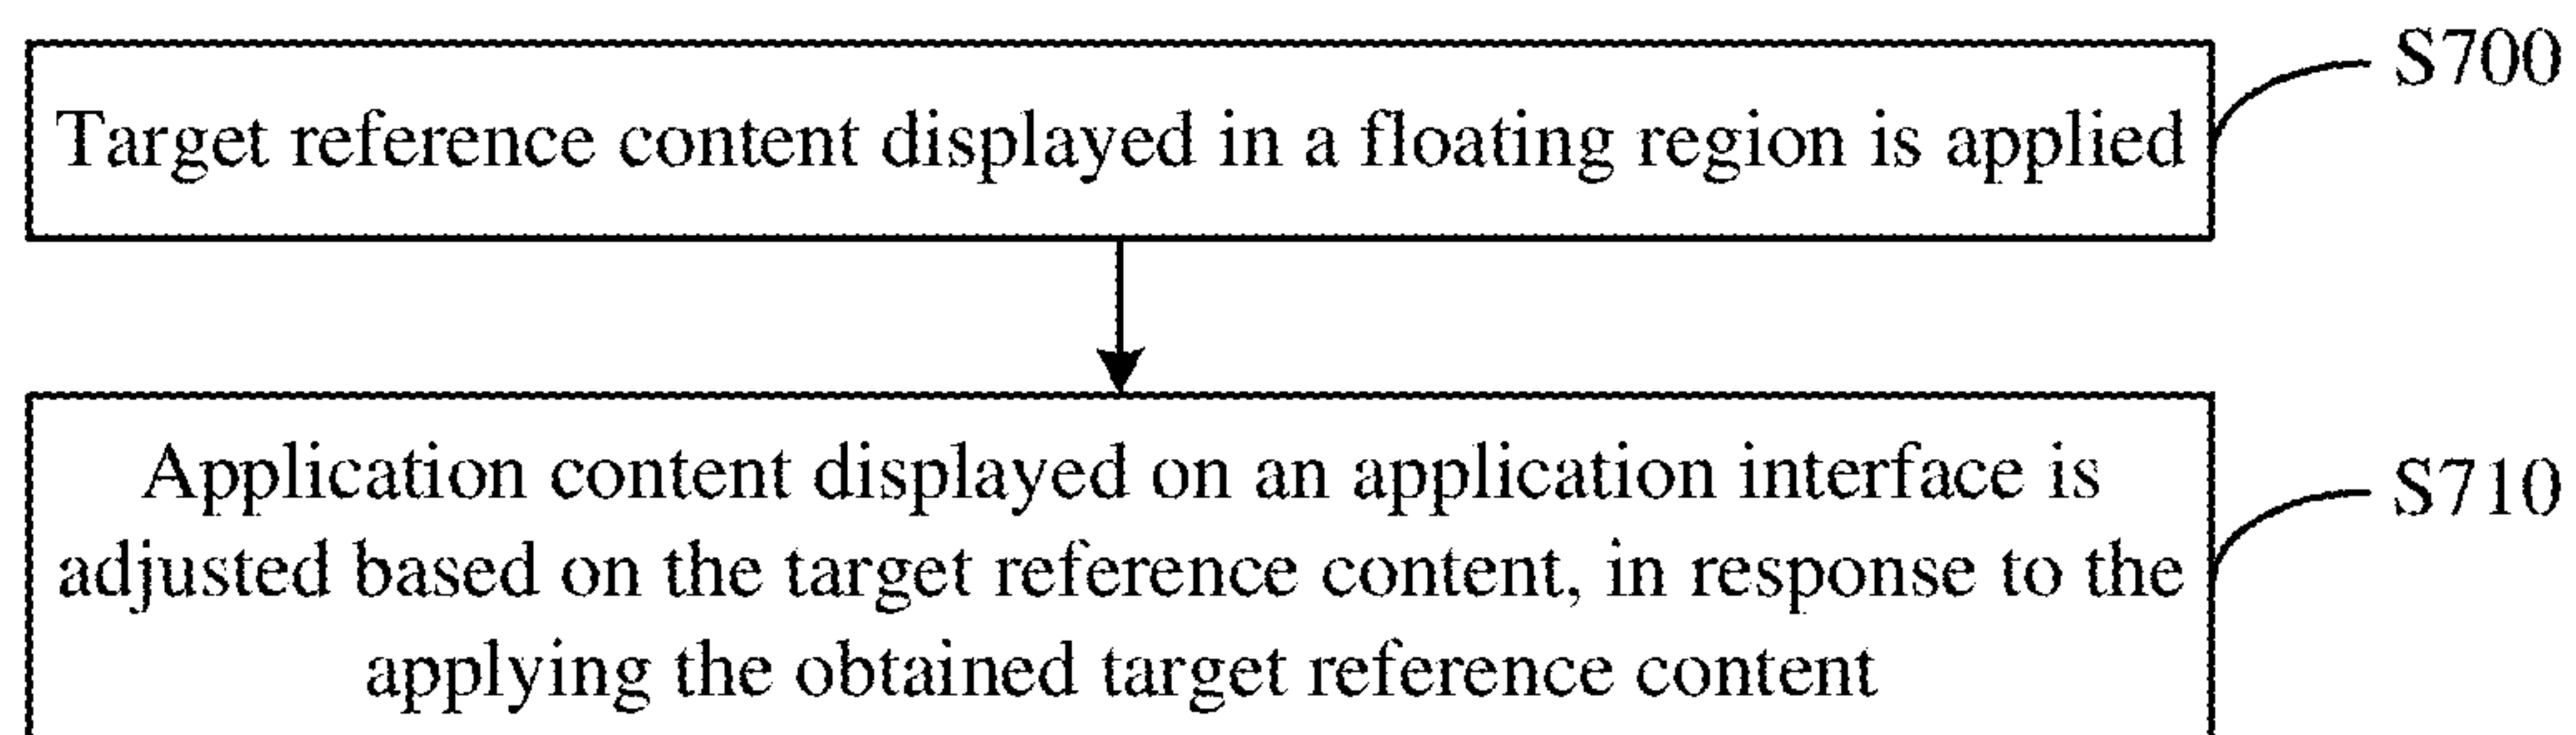 S700
Target reference content displayed in a floating region is applied
Application content displayed on an application interface is
S710
adjusted based on the target reference content, in response to the
applying the obtained target reference content